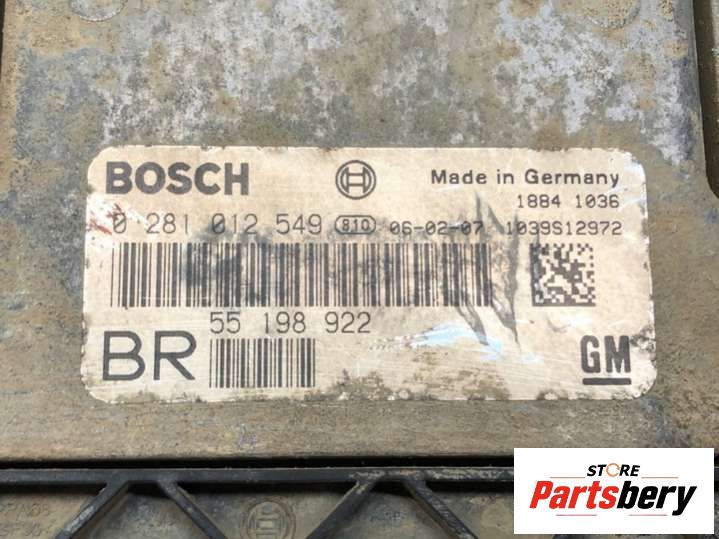 BOSCH Made in Germany
1884 1036
0 281 012 549 810 06-02-07 1039S12972
55 198 922
BR
GM
STORE
Partsbery